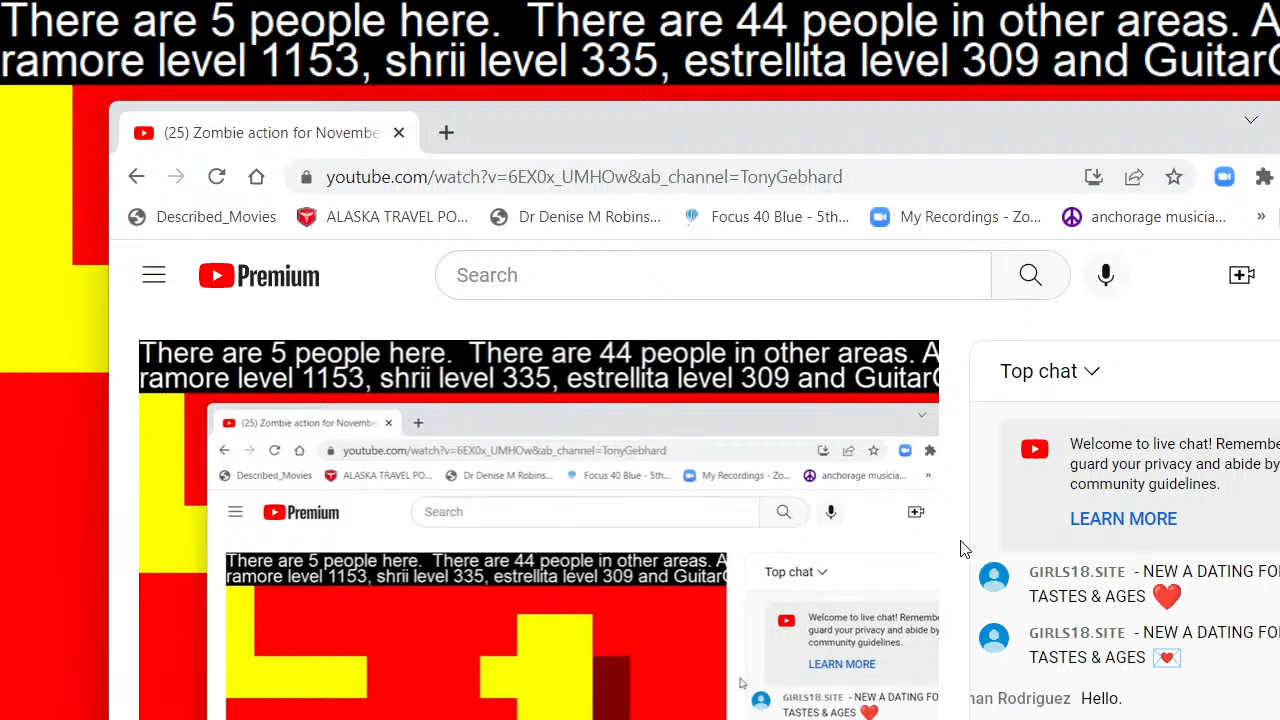 There are 5 people here.  There are 44 people in other areas. A
ramore level 1153, shrii level 335, estrellita level 309 and Guitar
(25) Zombie action for Novembe
youtube.com/watch?v=6EX0x_UMHOw&ab_channel=TonyGebhard
Described_Movies ALASKA TRAVEL PO... Dr Denise M Robins... Focus 40 Blue - 5th... My Recordings - Zo... anchorage musicia... »
Premium Search
There are 5 people here.  There are 44 people in other areas. A
ramore level 1153, shrii level 335, estrellita level 309 and Guitar
Top chat
(25) Zombie action for Novembe
youtube.com/watch?v=6EX0x_UMHOw&ab_channel=TonyGebhard
Described_Movies ALASKA TRAVEL PO... Dr Denise M Robins... Focus 40 Blue - 5th... My Recordings - Zo... anchorage musicia... »
Premium Search
There are 5 people here.  There are 44 people in other areas. A
ramore level 1153, shrii level 335, estrellita level 309 and Guitar
Top chat
Welcome to live chat! Remembe
guard your privacy and abide by
community guidelines.
LEARN MORE
GIRLS18.SITE - NEW A DATING FO
TASTES & AGES ❤️
Welcome to live chat! Remembe
guard your privacy and abide by
community guidelines.
LEARN MORE
GIRLS18.SITE - NEW A DATING FO
TASTES & AGES ❤️
GIRLS18.SITE - NEW A DATING FO
TASTES & AGES 💌
nan Rodriguez Hello.